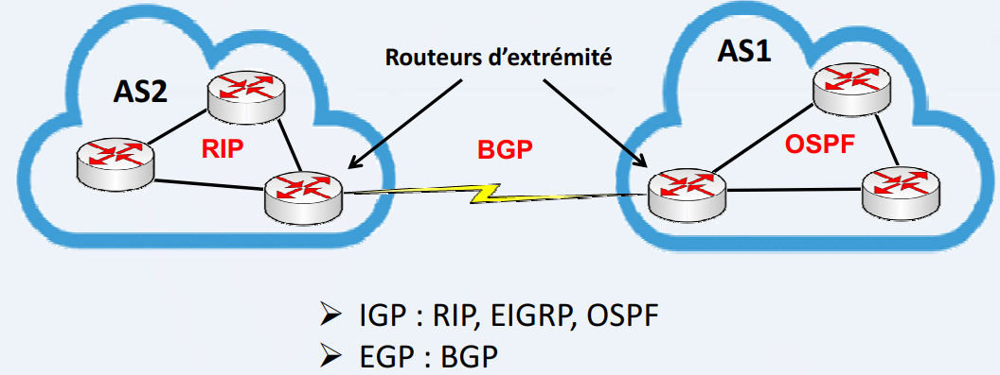 Routeurs d’extrémité
AS1
AS2
RIP
BGP
OSPF
➢ IGP : RIP, EIGRP, OSPF
➢ EGP : BGP